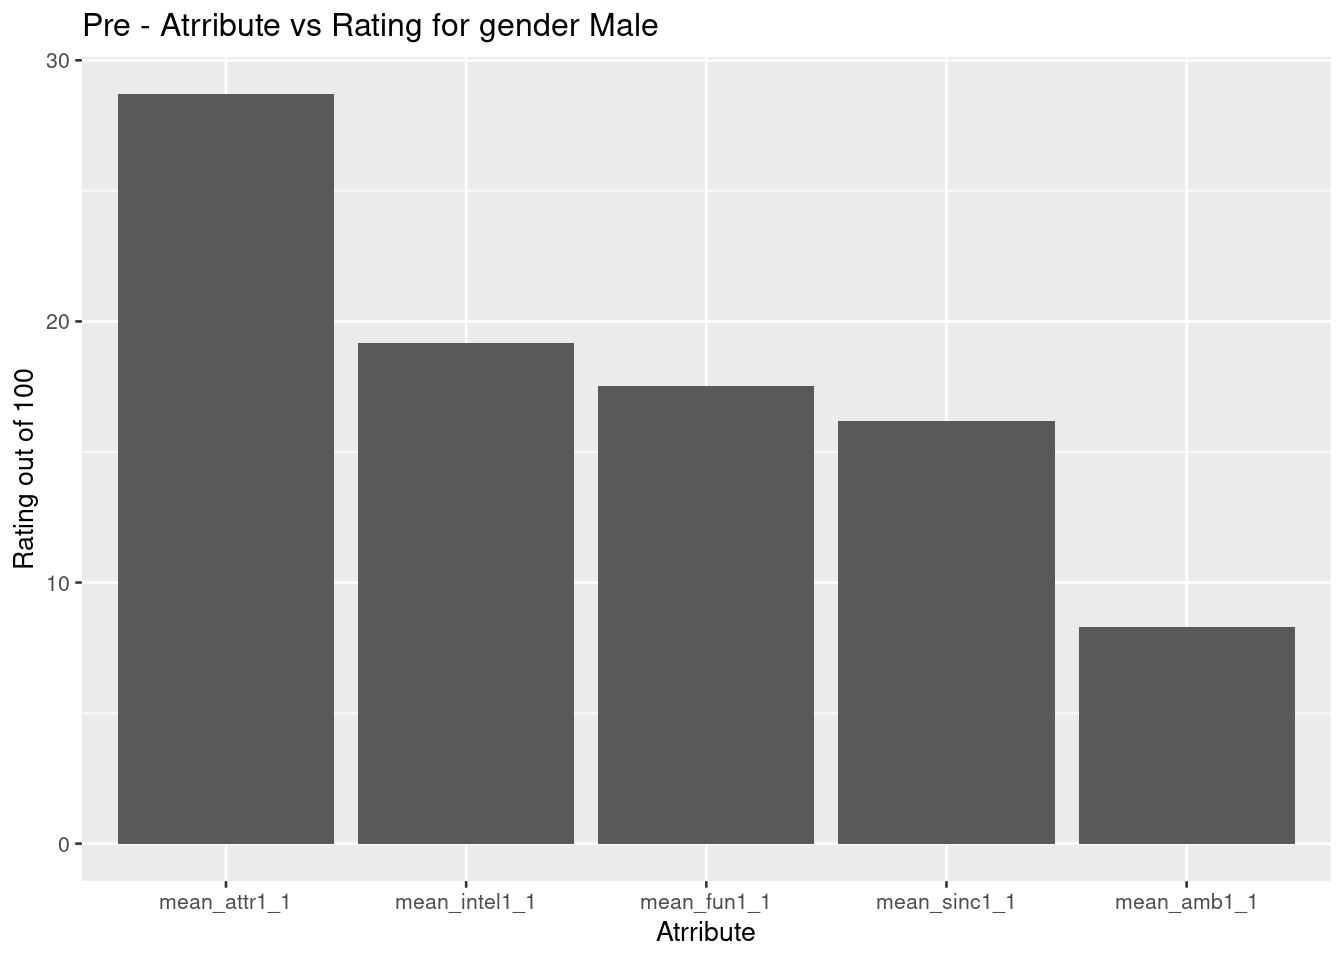 Pre - Atrribute vs Rating for gender Male
30
20
10
0
Rating out of 100
mean_attr1_1 mean_intel1_1 mean_fun1_1 mean_sinc1_1 mean_amb1_1
Atrribute